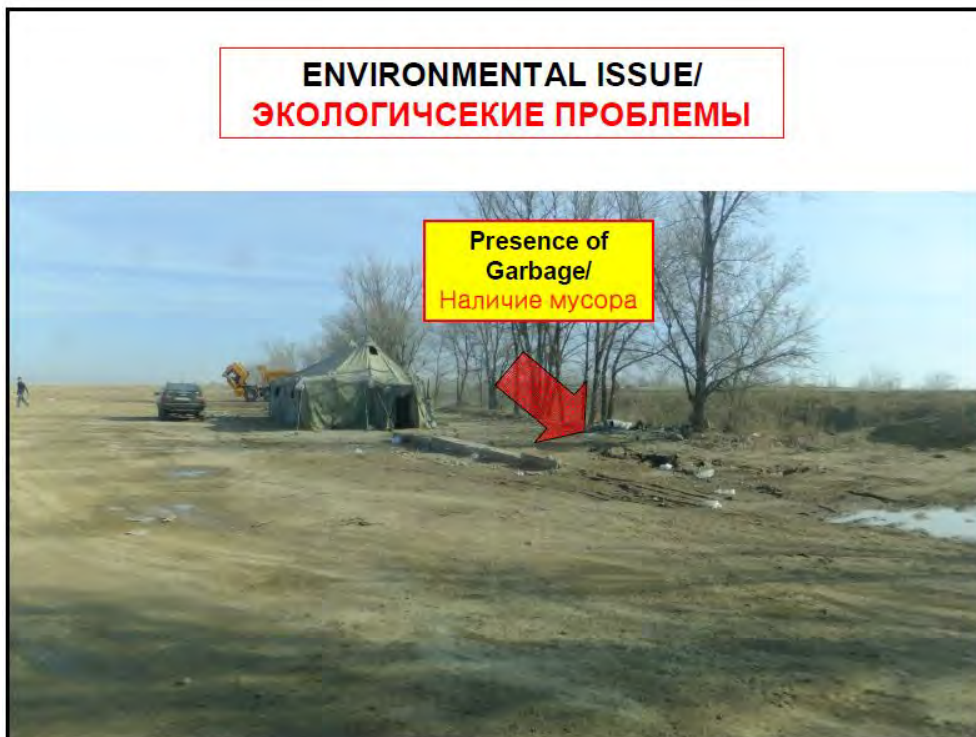 ENVIRONMENTAL ISSUE/
ЭКОЛОГИЧСЕКИЕ ПРОБЛЕМЫ
Presence of
Garbage/
Наличие мусора